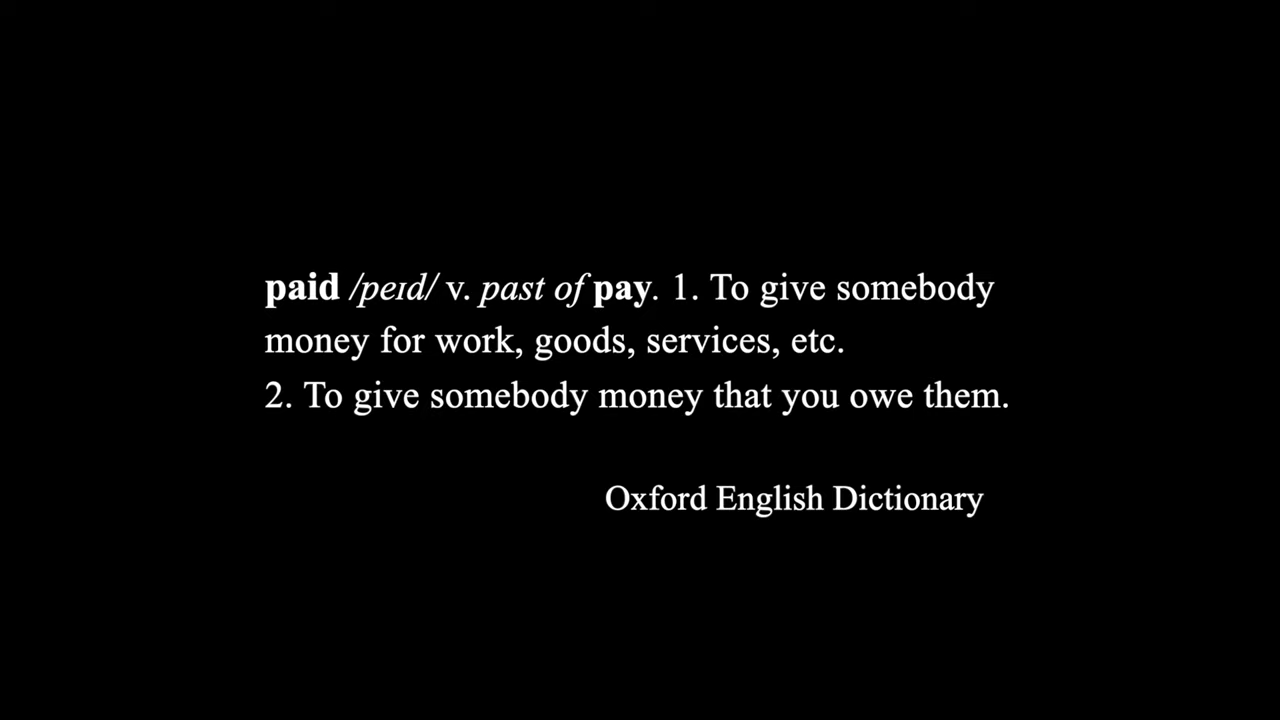 paid /peɪd/ v. past of pay. 1. To give somebody
money for work, goods, services, etc.
2. To give somebody money that you owe them.
Oxford English Dictionary